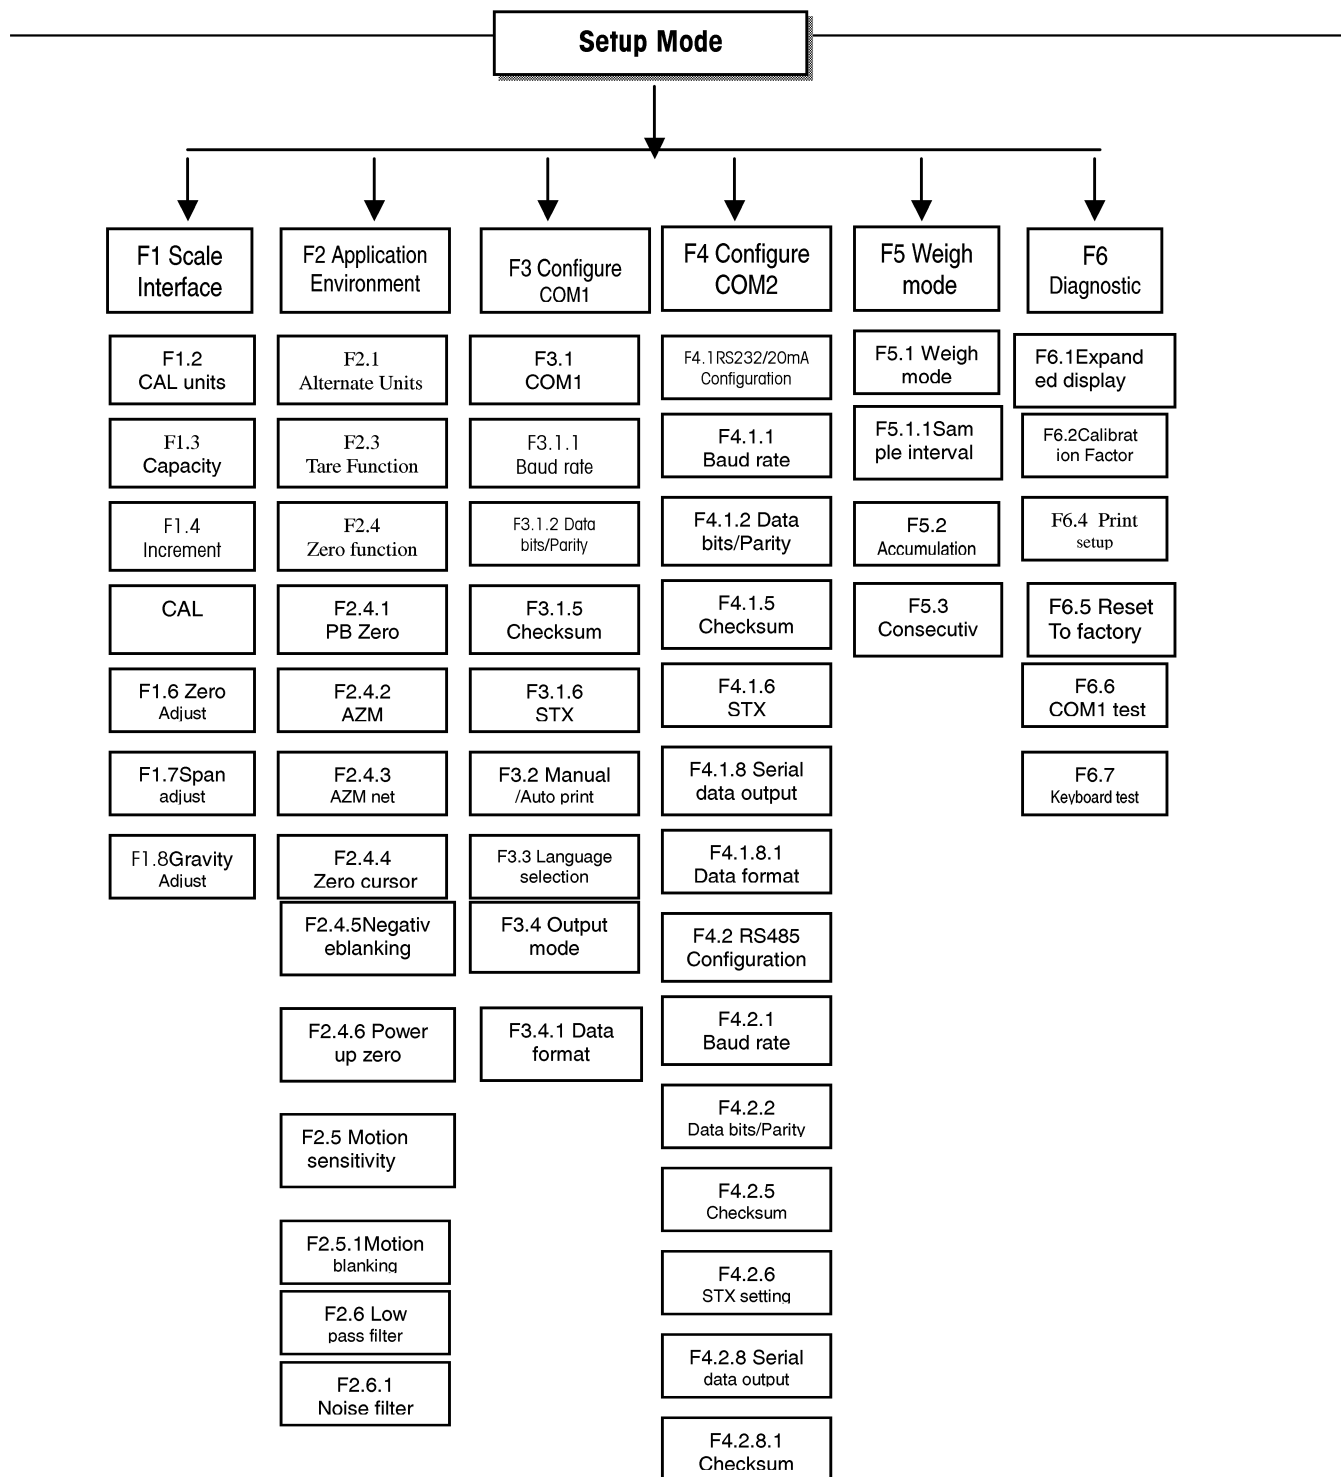 Setup Mode
F1 Scale
Interface
F1.2
CAL units
F1.3
Capacity
F1.4
Increment
CAL
F1.6 Zero
Adjust
F1.7Span
adjust
F1.8Gravity
Adjust
F2 Application
Environment
F2.1
Alternate Units
F2.3
Tare Function
F2.4
Zero function
F2.4.1
PB Zero
F2.4.2
AZM
F2.4.3
AZM net
F2.4.4
Zero cursor
F2.4.5Negativ
eblanking
F2.4.6 Power
up zero
F2.5 Motion
sensitivity
F2.5.1Motion
blanking
F2.6 Low
pass filter
F2.6.1
Noise filter
F3 Configure
COM1
F3.1
COM1
F3.1.1
Baud rate
F3.1.2 Data
bits/Parity
F3.1.5
Checksum
F3.1.6
STX
F3.2 Manual
/Auto print
F3.3 Language
selection
F3.4 Output
mode
F3.4.1 Data
format
F4 Configure
COM2
F4.1RS232/20mA
Configuration
F4.1.1
Baud rate
F4.1.2 Data
bits/Parity
F4.1.5
Checksum
F4.1.6
STX
F4.1.8 Serial
data output
F4.1.8.1
Data format
F4.2 RS485
Configuration
F4.2.1
Baud rate
F4.2.2
Data bits/Parity
F4.2.5
Checksum
F4.2.6
STX setting
F4.2.8 Serial
data output
F4.2.8.1
Checksum
F5 Weigh
mode
F5.1 Weigh
mode
F5.1.1Sam
ple interval
F5.2
Accumulation
F5.3
Consecutiv
F6
Diagnostic
F6.1Expand
ed display
F6.2Calibrat
ion Factor
F6.4 Print
setup
F6.5 Reset
To factory
F6.6
COM1 test
F6.7
Keyboard test